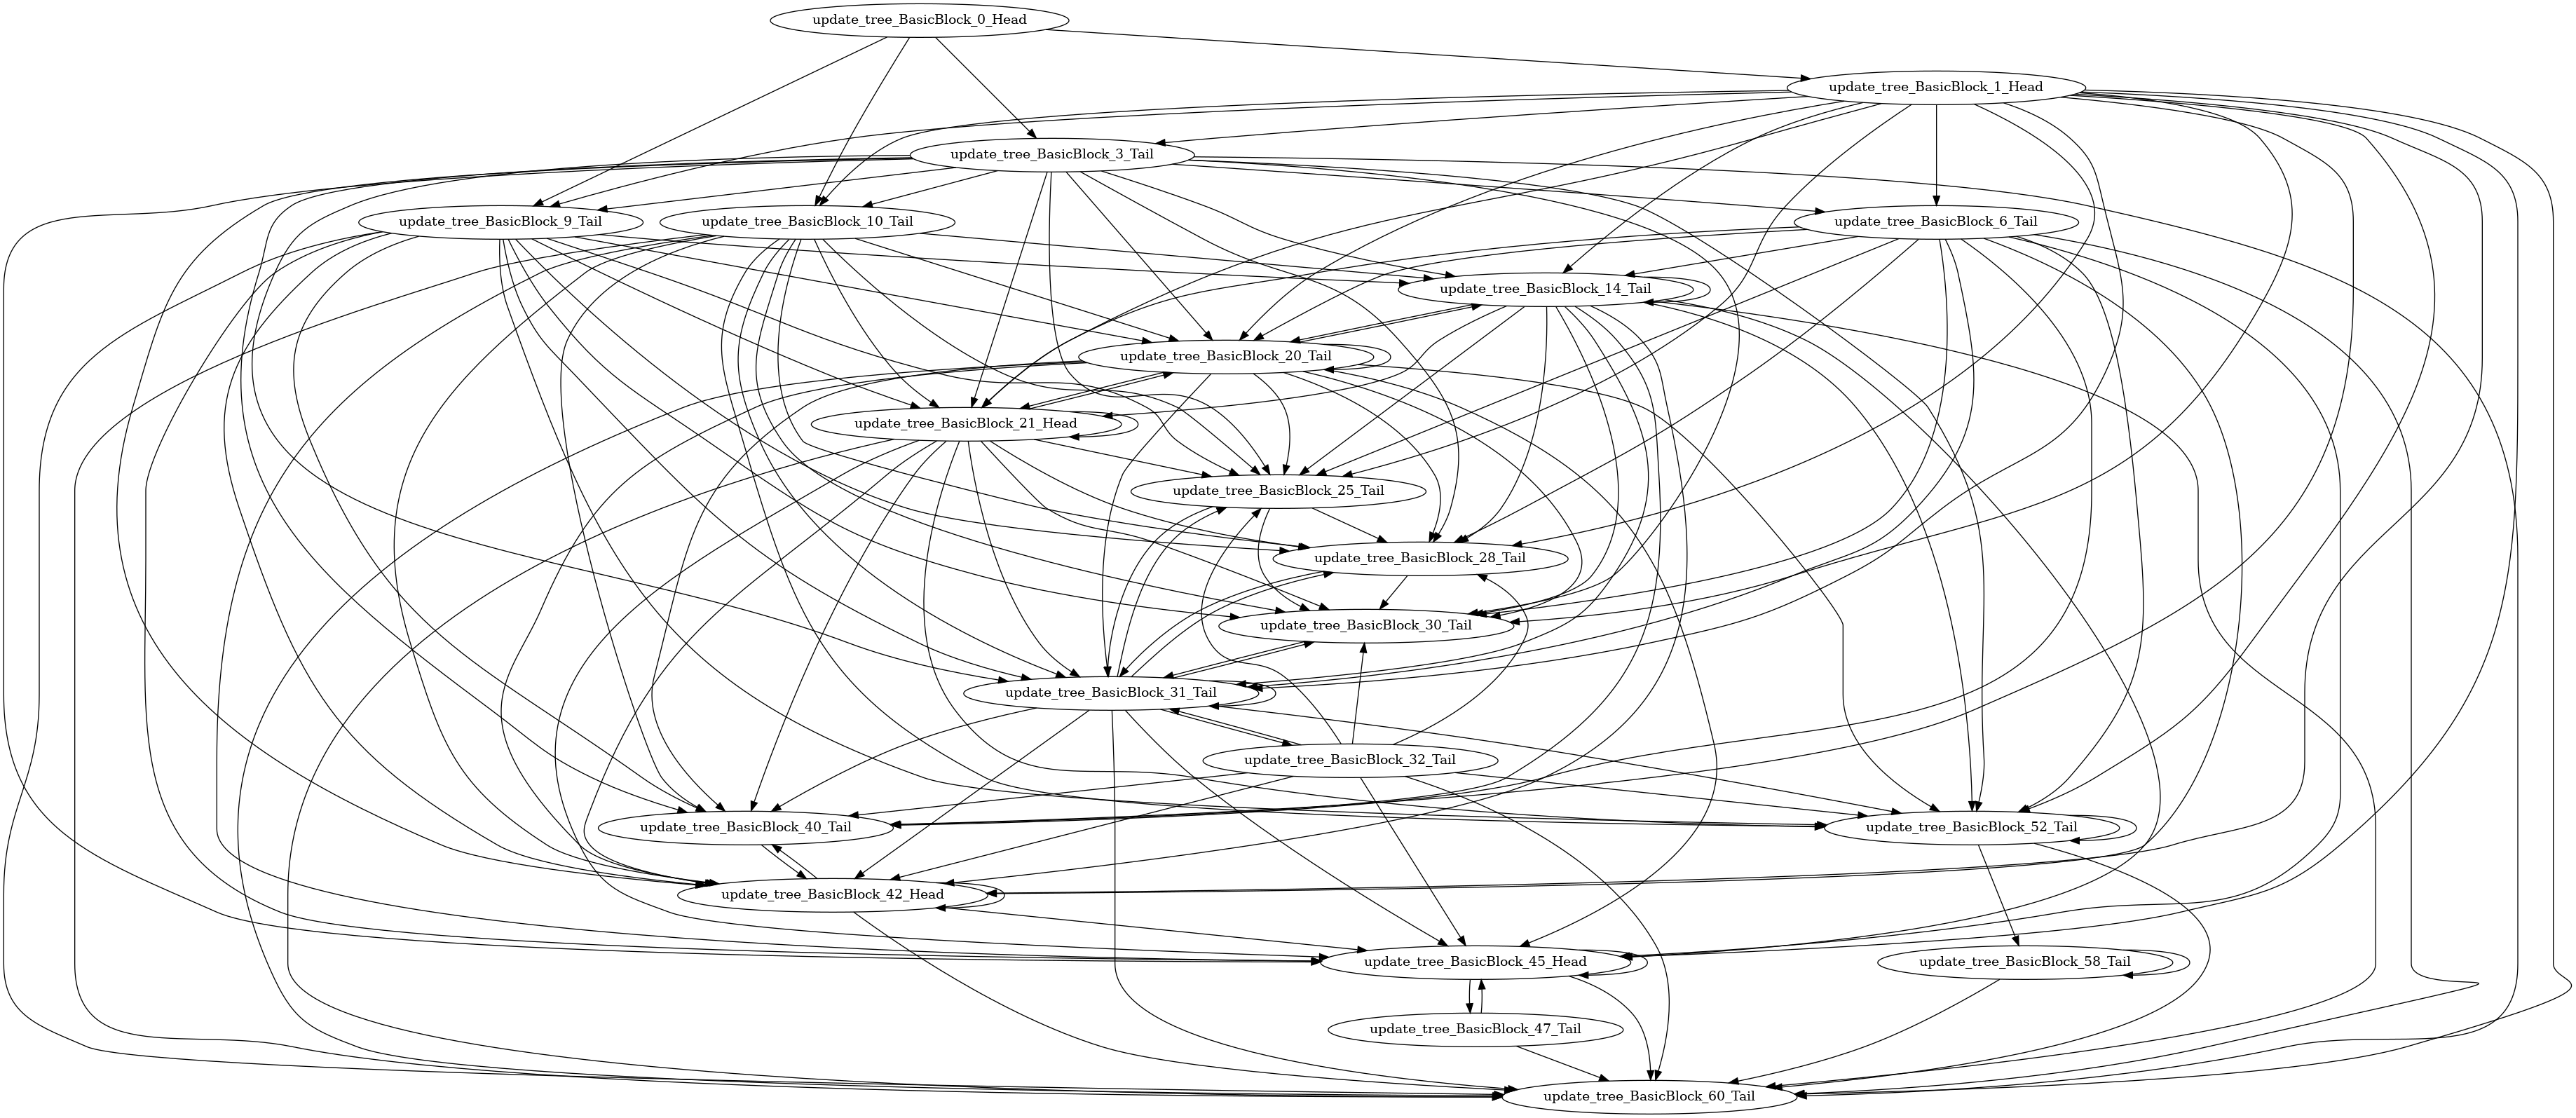 update_tree_BasicBlock_0_Head
update_tree_BasicBlock_1_Head
update_tree_BasicBlock_3_Tail
update_tree_BasicBlock_9_Tail
update_tree_BasicBlock_10_Tail
update_tree_BasicBlock_6_Tail
update_tree_BasicBlock_14_Tail
update_tree_BasicBlock_20_Tail
update_tree_BasicBlock_21_Head
update_tree_BasicBlock_25_Tail
update_tree_BasicBlock_28_Tail
update_tree_BasicBlock_30_Tail
update_tree_BasicBlock_31_Tail
update_tree_BasicBlock_32_Tail
update_tree_BasicBlock_40_Tail
update_tree_BasicBlock_52_Tail
update_tree_BasicBlock_42_Head
update_tree_BasicBlock_45_Head
update_tree_BasicBlock_58_Tail
update_tree_BasicBlock_47_Tail
update_tree_BasicBlock_60_Tail